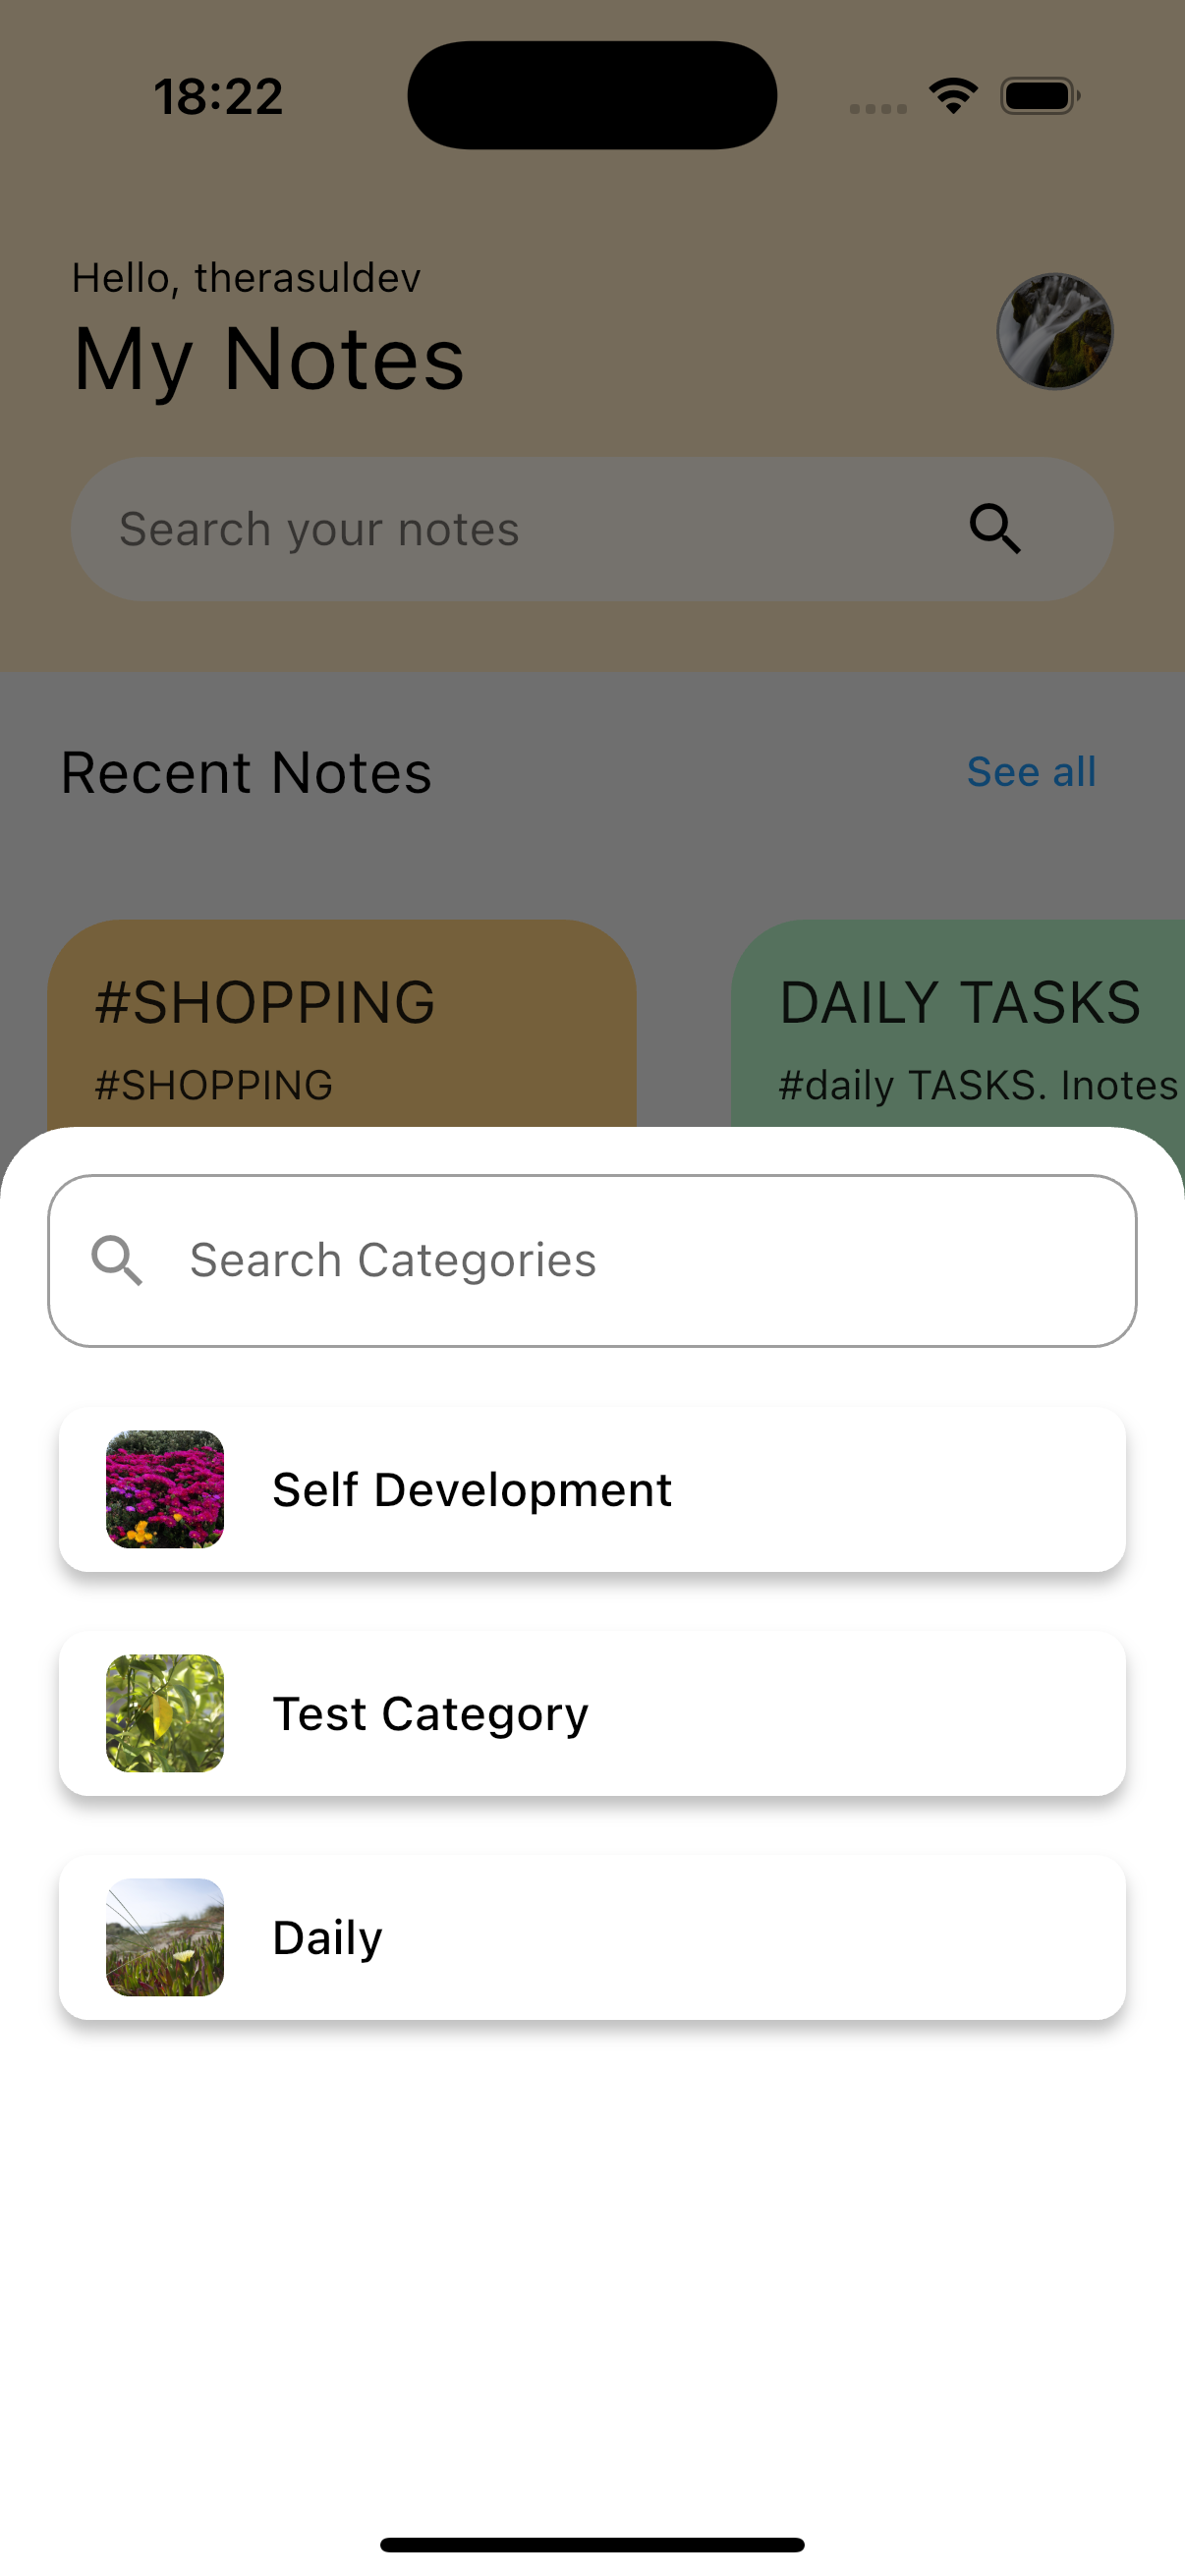 18:22
Hello, therasuldev
My Notes
Search your notes
Recent Notes
See all
#SHOPPING
#SHOPPING
DAILY TASKS
#daily TASKS. Inotes
Search Categories
Self Development
Test Category
Daily